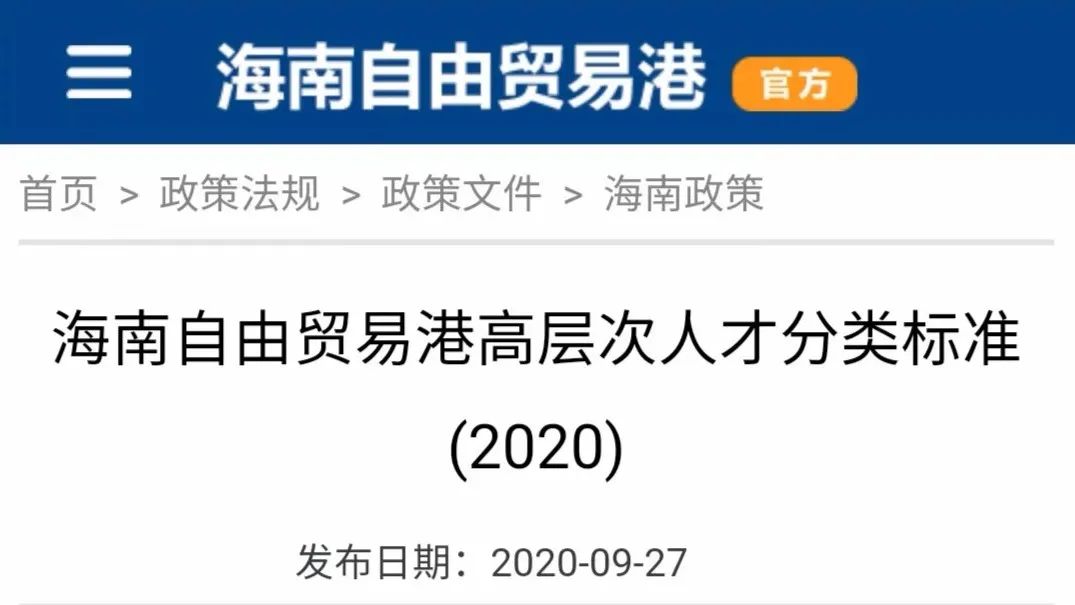 海南自由贸易港 官方
首页 > 政策法规 > 政策文件 > 海南政策
海南自由贸易港高层次人才分类标准
(2020)
发布日期：2020-09-27